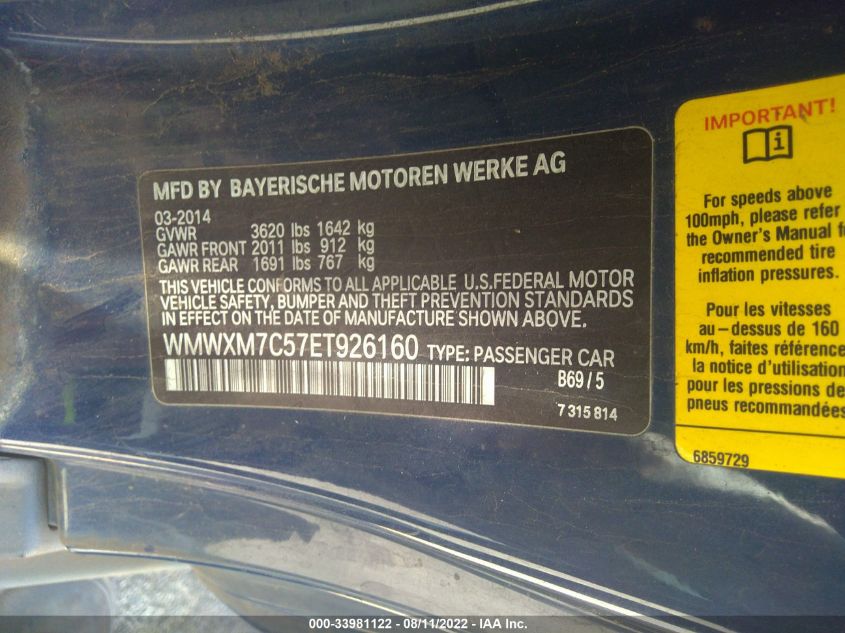 MFD BY BAYERISCHE MOTOREN WERKE AG
03-2014
GVWR 3620 lbs 1642 kg
GAWR FRONT 2011 lbs 912 kg
GAWR REAR 1691 lbs 767 kg
THIS VEHICLE CONFORMS TO ALL APPLICABLE U.S.FEDERAL MOTOR
VEHICLE SAFETY, BUMPER AND THEFT PREVENTION STANDARDS
IN EFFECT ON THE DATE OF MANUFACTURE SHOWN ABOVE.
WMWXM7C57ET926160 TYPE: PASSENGER CAR
B69/5
7 315 814
IMPORTANT!
i
For speeds above
100mph, please refer
the Owner's Manual
recommended tire
inflation pressures.
Pour les vitesses
au-dessus de 160
km/h, faites référence
la notice d'utilisation
pour les pressions de
pneus recommandées
6859729
000-33981122 - 08/11/2022 - IAA Inc.